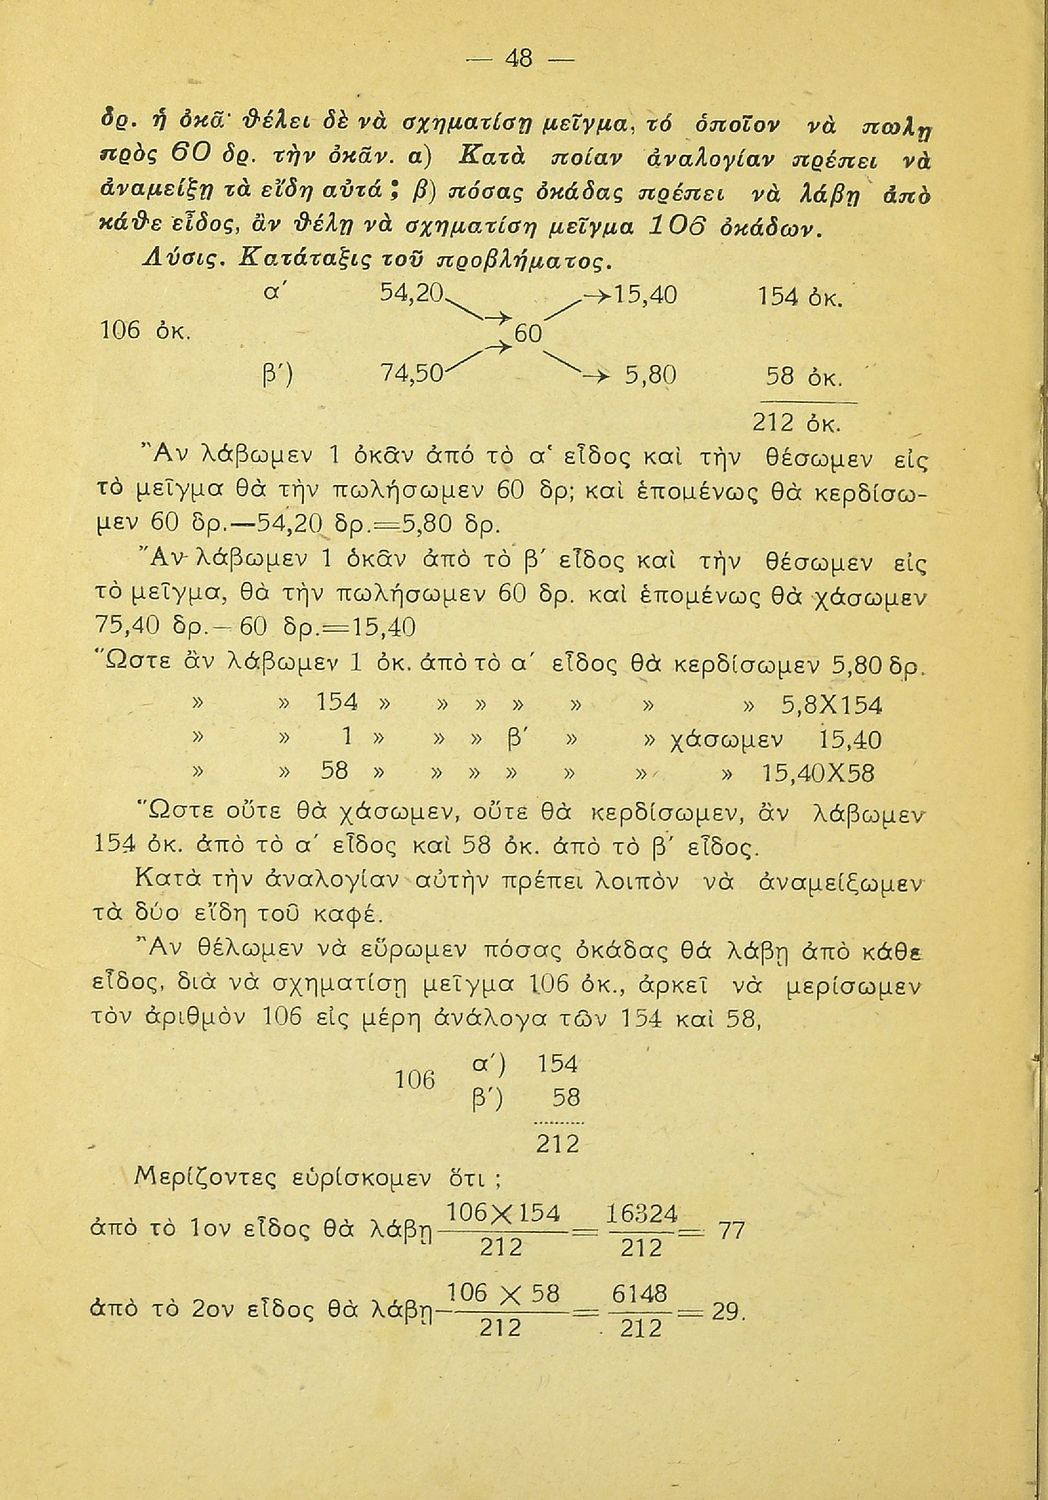 — 48 —
δρ. ἡ ὀκᾶ· θέλει δὲ νὰ σχηματίσῃ μεῖγμα, τό ὁποῖον νὰ πωλῇ
πρὸς 60 δρ. τὴν ὀκᾶν. α) Κατὰ ποίαν ἀναλογίαν πρέπει νὰ
ἀναμείξῃ τὰ εἴδη αὐτά ; β) πόσας ὀκάδας πρέπει νὰ λάβῃ ἀπὸ
κάθε εἶδος, ἂν θέλῃ νὰ σχηματίση μεῖγμα 106 ὀκάδων.
Λύσις. Κατάταξις τοῦ προβλήματος.
α′ 54,20 15,40 154 ὀκ.
106 ὀκ. 60
β′) 74,50 5,80 58 ὀκ.
212 ὀκ.
Ἂν λάβωμεν 1 ὀκᾶν ἀπό τὸ α‛ εἶδος καὶ τὴν θέσωμεν εἰς
τὸ μεῖγμα θὰ τὴν πωλήσωμεν 60 δρ; καὶ ἑπομένως θὰ κερδίσω-
μεν 60 δρ.—54,20 δρ.=5,80 δρ.
Ἂν λάβωμεν 1 ὀκᾶν ἀπὸ τὸ β′ εἶδος καὶ τὴν θέσωμεν εἰς
τὸ μεῖγμα, θὰ τὴν πωλήσωμεν 60 δρ. καὶ ἑπομένως θὰ χάσωμεν
75,40 δρ.—60 δρ.=15,40
Ὥστε ἂν λάβωμεν 1 ὀκ. ἀπὸ τὸ α′ εἶδος θὰ κερδίσωμεν 5,80 δρ.
» » 154 » » » » » » » 5,8X154
» » 1 » » » β′ » » χάσωμεν 15,40
» » 58 » » » » » » » 15,40X58
Ὥστε οὔτε θὰ χάσωμεν, οὔτε θὰ κερδίσωμεν, ἂν λάβωμεν
154 ὀκ. ἀπὸ τὸ α′ εἶδος καὶ 58 ὀκ. ἀπὸ τὸ β′ εἶδος.
Κατὰ τὴν ἀναλογίαν αὐτὴν πρέπει λοιπὸν νὰ ἀναμείξωμεν
τὰ δύο εἴδη τοῦ καφέ.
Ἂν θέλωμεν νὰ εὕρωμεν πόσας ὀκάδας θά λάβῃ ἀπὸ κάθε
εἶδος, διὰ νὰ σχηματίσῃ μεῖγμα 106 ὀκ., ἀρκεῖ νὰ μερίσωμεν
τὸν ἀριθμὸν 106 εἰς μέρη ἀνάλογα τῶν 154 καὶ 58,
α′) 154
106
β′) 58
212
Μερίζοντες εὑρίσκομεν ὅτι ;
ἀπὸ τὸ 1ον εἶδος θὰ λάβῃ 106X154 / 212 = 16324 / 212 = 77
ἀπὸ τὸ 2ον εἶδος θὰ λάβῃ 106 X 58 / 212 = 6148 / 212 = 29.